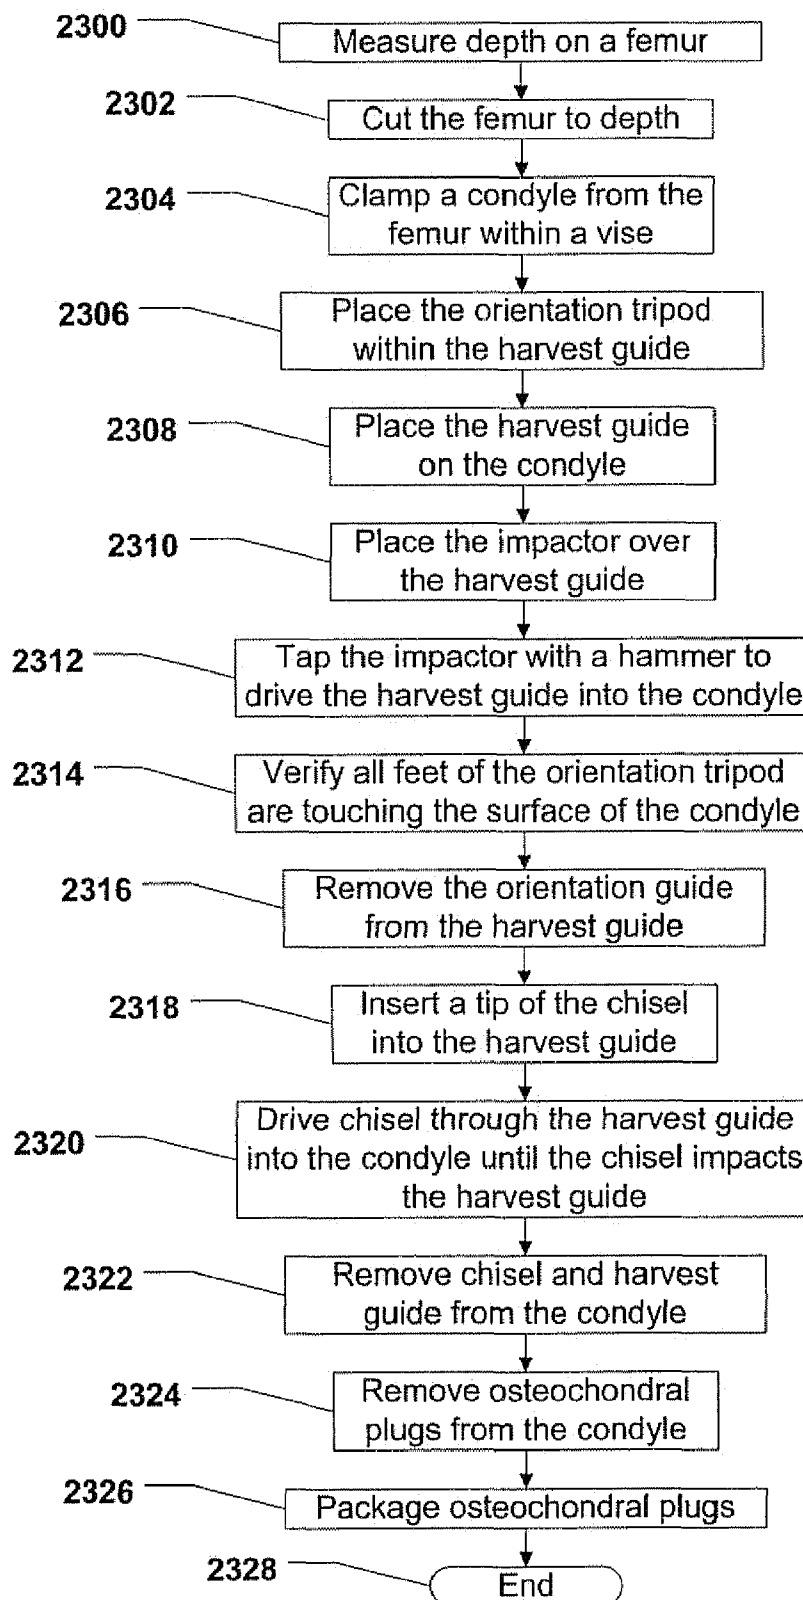 2300
Measure depth on a femur
2302
Cut the femur to depth
2304
Clamp a condyle from the
femur within a vise
2306
Place the orientation tripod
within the harvest guide
2308
Place the harvest guide
on the condyle
2310
Place the impactor over
the harvest guide
2312
Tap the impactor with a hammer to
drive the harvest guide into the condyle
2314
Verify all feet of the orientation tripod
are touching the surface of the condyle
2316
Remove the orientation guide
from the harvest guide
2318
Insert a tip of the chisel
into the harvest guide
2320
Drive chisel through the harvest guide
into the condyle until the chisel impacts
the harvest guide
2322
Remove chisel and harvest
guide from the condyle
2324
Remove osteochondral
plugs from the condyle
2326
Package osteochondral plugs
2328
End